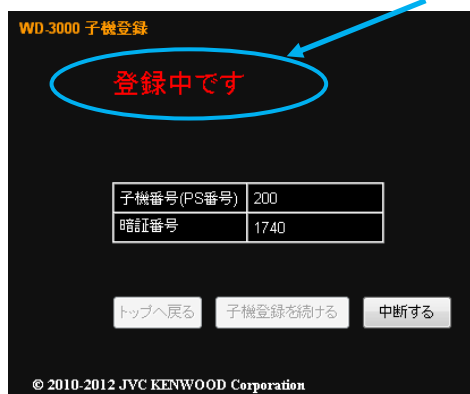 WD-3000 子機登録
登録中です
子機番号(PS番号) 200
暗証番号 1740
トップへ戻る 子機登録を続ける 中断する
© 2010-2012 JVC KENWOOD Corporation